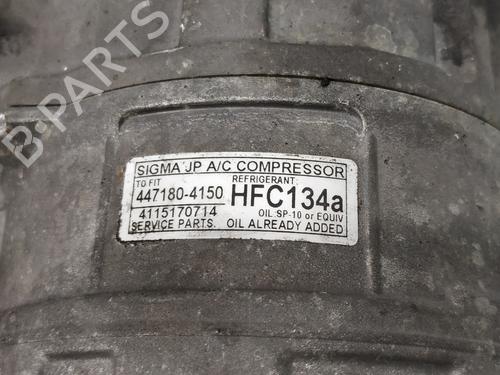 B-PARTS
SIGMA JP A/C COMPRESSOR
TO FIT REFRIGERANT
447180-4150 HFC134a
4115170714 OIL:SP-10 or EQUIV
SERVICE PARTS. OIL ALREADY ADDED